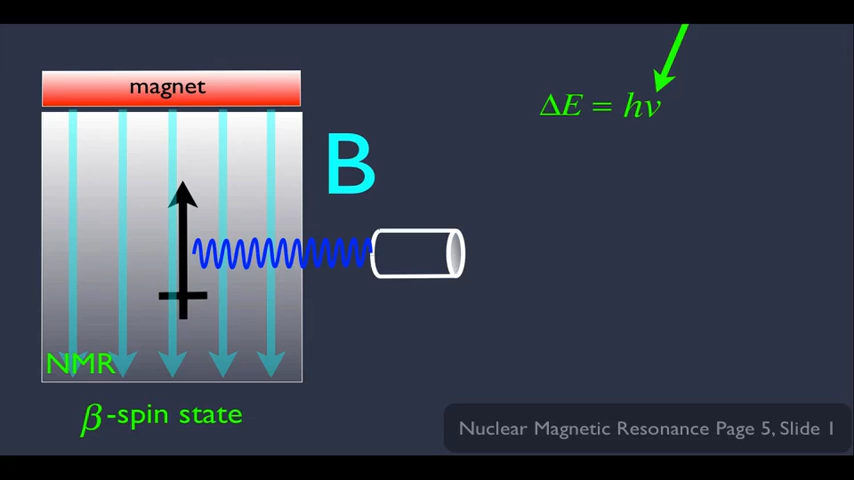 magnet
B
ΔE = hν
NMR
β-spin state
Nuclear Magnetic Resonance Page 5, Slide 1